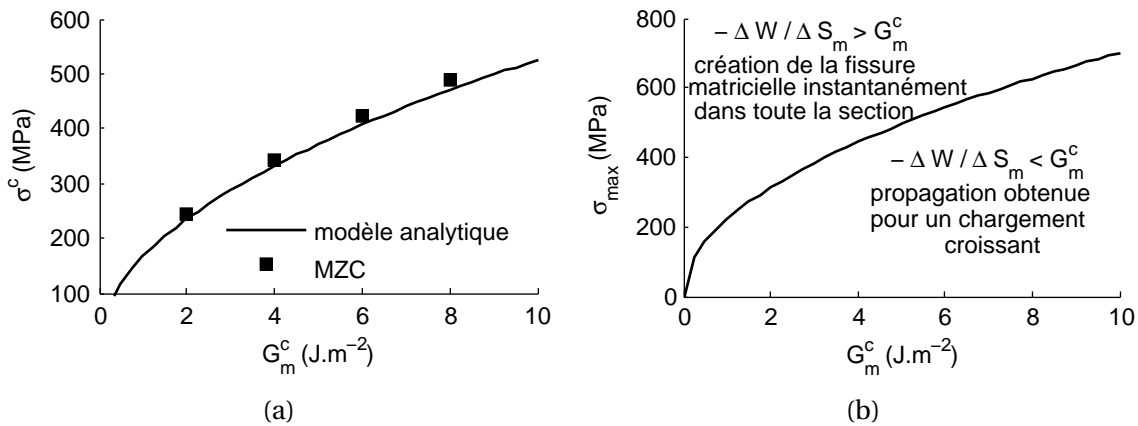 600
500
400
300
200
100
σᶜ (MPa)
modèle analytique
MZC
0
2
4
6
8
10
G_m^c (J.m⁻²)
(a)
800
600
400
200
0
σ_max (MPa)
− Δ W / Δ S_m > G_m^c
création de la fissure
matricielle instantanément
dans toute la section
− Δ W / Δ S_m < G_m^c
propagation obtenue
pour un chargement
croissant
0
2
4
6
8
10
G_m^c (J.m⁻²)
(b)